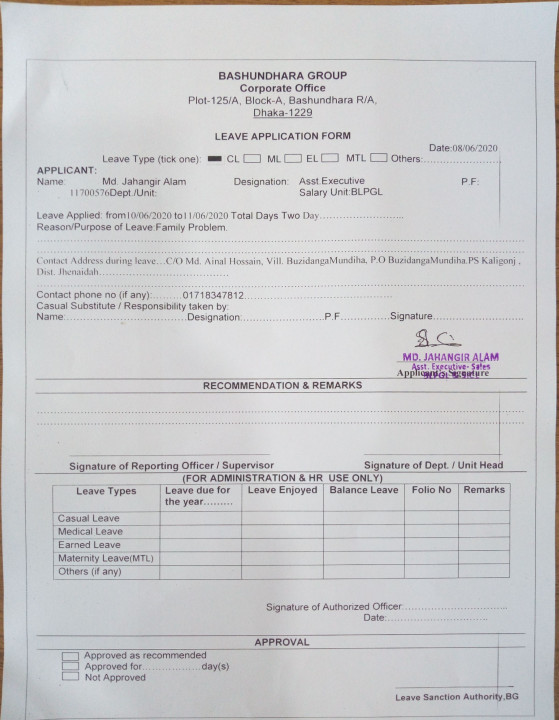 BASHUNDHARA GROUP
Corporate Office
Plot-125/A, Block-A, Bashundhara R/A,
Dhaka-1229
LEAVE APPLICATION FORM
Date:08/06/2020
Leave Type (tick one): CL ML EL MTL Others:....................
APPLICANT:
Name: Md. Jahangir Alam Designation: Asst.Executive P.F:
11700576Dept./Unit: Salary Unit:BLPGL
Leave Applied: from10/06/2020 to11/06/2020 Total Days Two Day........................
Reason/Purpose of Leave:Family Problem.
Contact Address during leave…C/O Md. Ainal Hossain, Vill. BuzidangaMundiha, P.O BuzidangaMundiha.PS Kaligonj ,
Dist. Jhenaidah...............................
Contact phone no (if any):.........01718347812..........................................
Casual Substitute / Responsibility taken by:
Name:..............................Designation:....................P.F..................Signature....................
MD. JAHANGIR ALAM
Asst. Executive- Sales
Applicant's Signature
RECOMMENDATION & REMARKS
Signature of Reporting Officer / Supervisor Signature of Dept. / Unit Head
(FOR ADMINISTRATION & HR USE ONLY)
Leave Types Leave due for the year......... Leave Enjoyed Balance Leave Folio No Remarks
Casual Leave
Medical Leave
Earned Leave
Maternity Leave(MTL)
Others (if any)
Signature of Authorized Officer:..........................
Date:..............................
APPROVAL
Approved as recommended
Approved for.................day(s)
Not Approved
Leave Sanction Authority,BG